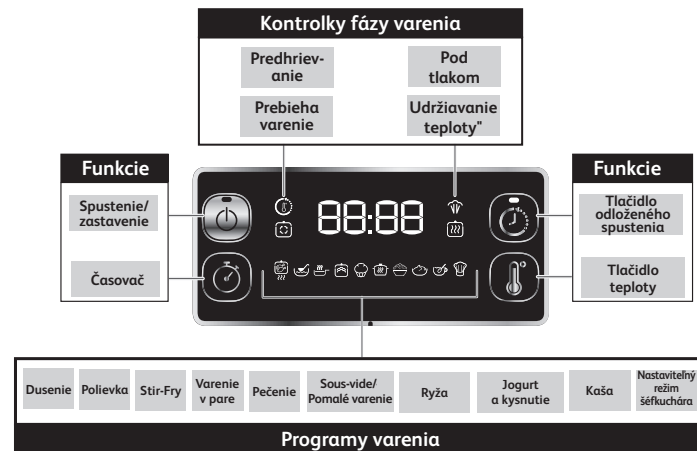 Kontrolky fázy varenia
Predhriev-
anie
Pod
tlakom
Prebieha
varenie
Udržiavanie
teploty"
Funkcie
Spustenie/
zastavenie
Časovač
88:88
Funkcie
Tlačidlo
odloženého
spustenia
Tlačidlo
teploty
Dusenie
Polievka
Stir-Fry
Varenie
v pare
Pečenie
Sous-vide/
Pomalé varenie
Ryža
Jogurt
a kysnutie
Kaša
Nastaviteľný
režim
šéfkuchára
Programy varenia